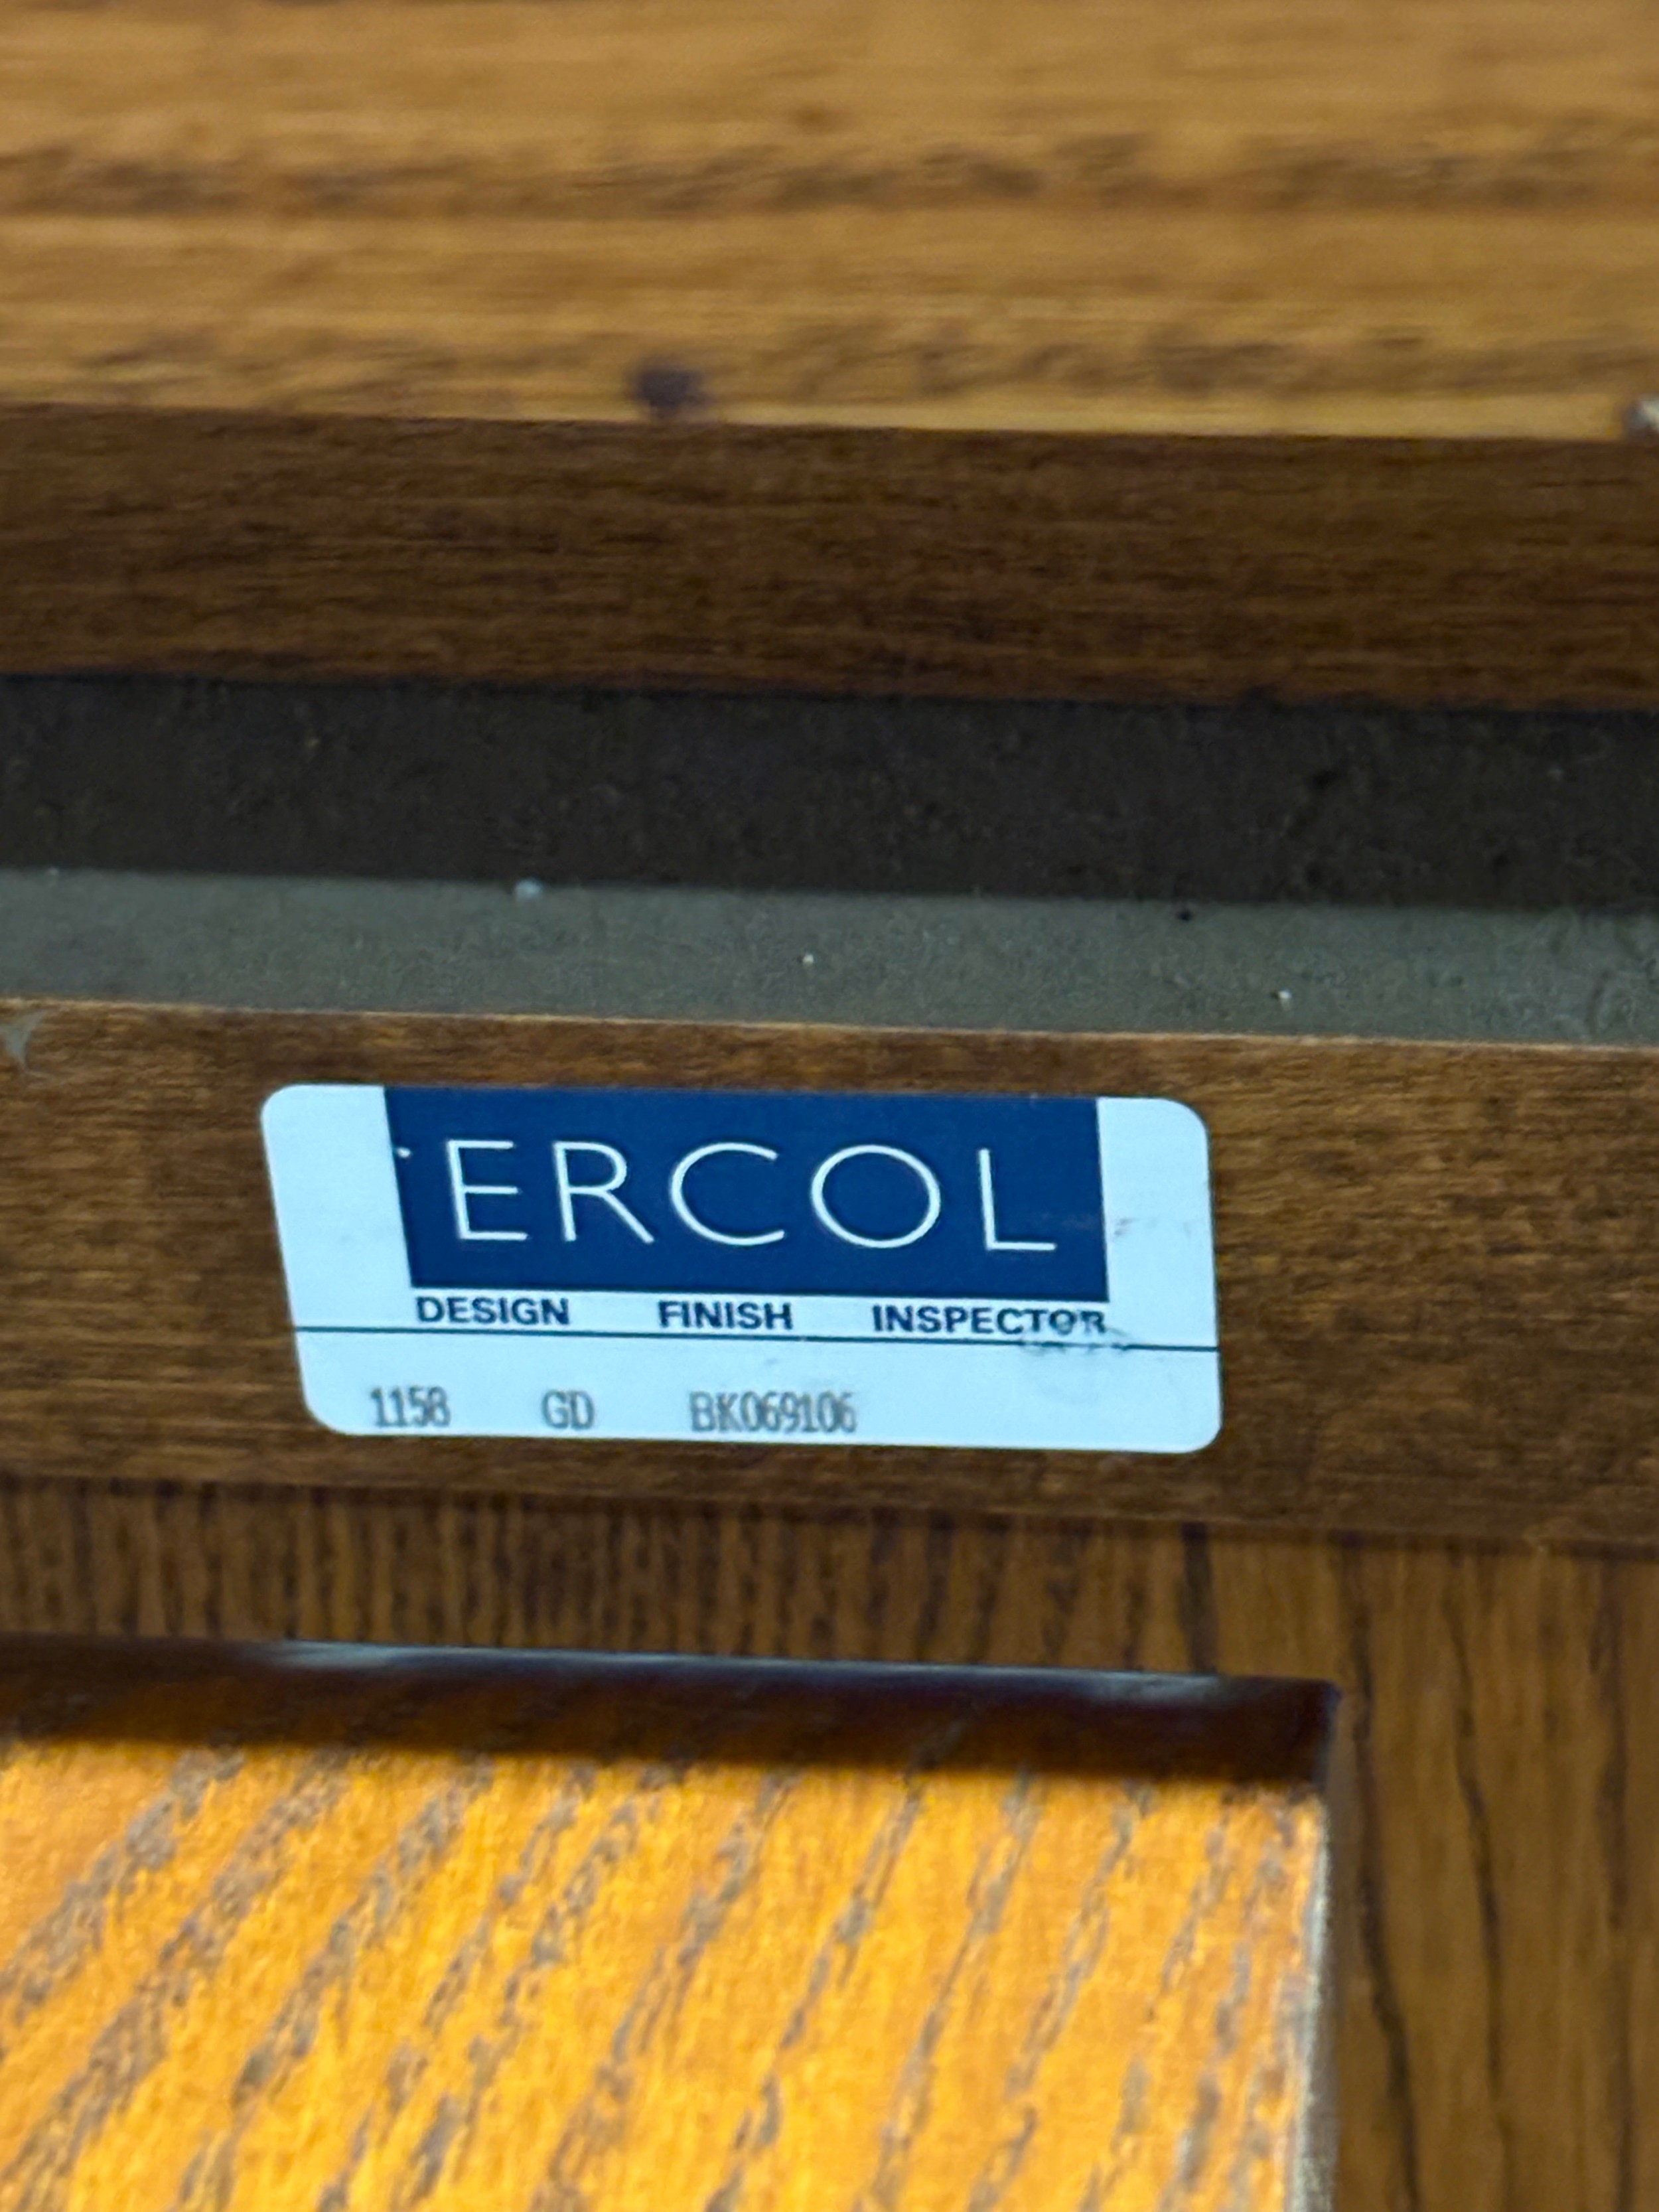 ERCOL
DESIGN FINISH INSPECTOR
1158 GD BK069106